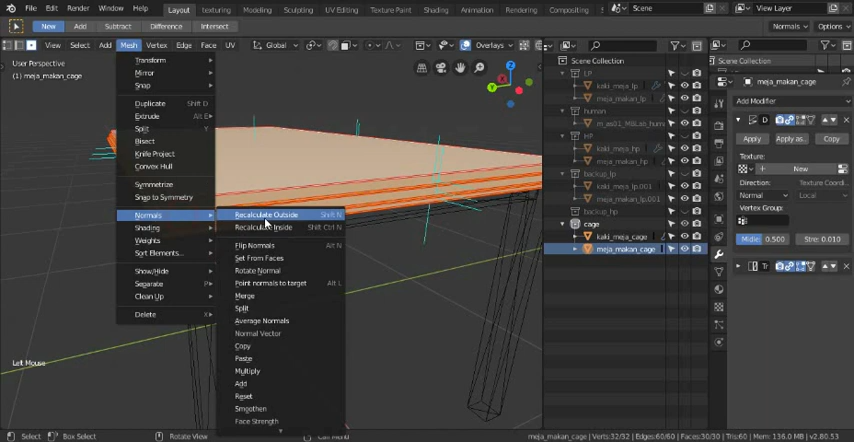 File Edit Render Window Help Layout Modeling Sculpting UV Editing Texture Paint Shading Animation Rendering Compositing Scene View Layer
New Add Subtract Difference Intersect Normals Options
View Select Add Mesh Vertex Edge Face UV Global Overlays
User Perspective
(1) meja_makan_cage
Transform
Mirror
Snap
Duplicate Shift D
Extrude Alt E
Split Y
Bisect
Knife Project
Convex Hull
Symmetrize
Snap to Symmetry
Normals
Shading
Weights
Sort Elements...
Show/Hide
Separate P
Clean Up
Delete X
Recalculate Outside Shift N
Recalculate Inside Shift Ctrl N
Flip Normals Alt N
Set From Faces
Rotate Normal
Point normals to target Alt L
Merge
Split
Average Normals
Normal Vector
Copy
Paste
Multiply
Add
Reset
Smoothen
Face Strength
Left Mouse
Z
Y
Scene Collection
LP
kaki_meja_lp
meja_makan_lp
human
HP
kaki_meja_hp
meja_makan_hp
backup_lp
kaki_meja_lp.001
meja_makan_lp.001
backup_hp
cage
kaki_meja_cage
meja_makan_cage
Scene Collection
meja_makan_cage
Add Modifier
D
Apply Apply as.. Copy
Texture:
New
Direction: Texture Coord..
Normal Local
Vertex Group
Midle: 0.500 Stre: 0.010
Tr
Select Box Select Rotate View Call Menu
meja_makan_cage | Verts:32/32 | Edges:60/60 | Faces:30/30 | Tris:60 | Mem: 136.0 MB | v2.80.53